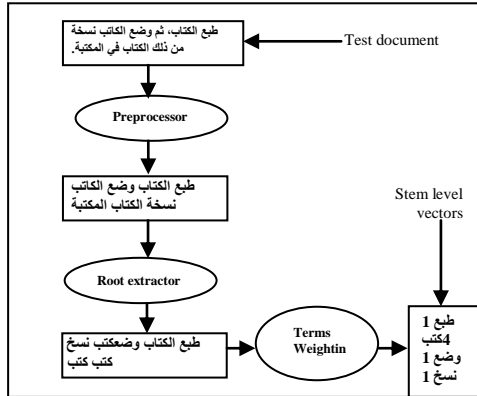 طبع الكتاب، ثم وضع الكاتب نسخة
من ذلك الكتاب في المكتبة.
Test document
Preprocessor
طبع الكتاب وضع الكاتب
نسخة الكتاب المكتبة
Stem level
vectors
Root extractor
طبع الكتاب وضعكتب نسخ
كتب كتب
Terms
Weightin
طبع 1
4كتب
وضع 1
نسخ 1